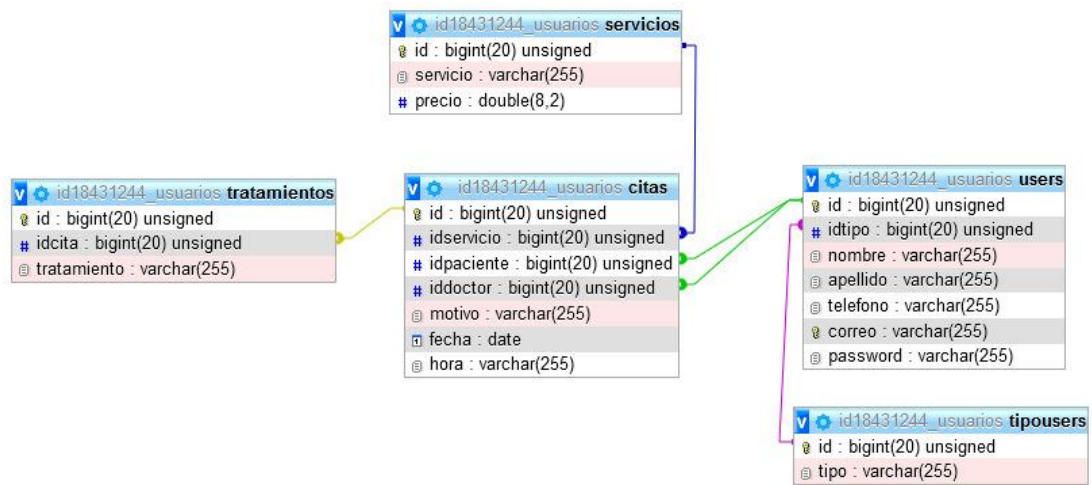 v id18431244_usuarios servicios
id : bigint(20) unsigned
servicio : varchar(255)
# precio : double(8,2)
v id18431244_usuarios tratamientos
id : bigint(20) unsigned
# idcita : bigint(20) unsigned
tratamiento : varchar(255)
v id18431244_usuarios citas
id : bigint(20) unsigned
# idservicio : bigint(20) unsigned
# idpaciente : bigint(20) unsigned
# iddoctor : bigint(20) unsigned
motivo : varchar(255)
fecha : date
hora : varchar(255)
v id18431244_usuarios users
id : bigint(20) unsigned
# idtipo : bigint(20) unsigned
nombre : varchar(255)
apellido : varchar(255)
telefono : varchar(255)
correo : varchar(255)
password : varchar(255)
v id18431244_usuarios tipousers
id : bigint(20) unsigned
tipo : varchar(255)